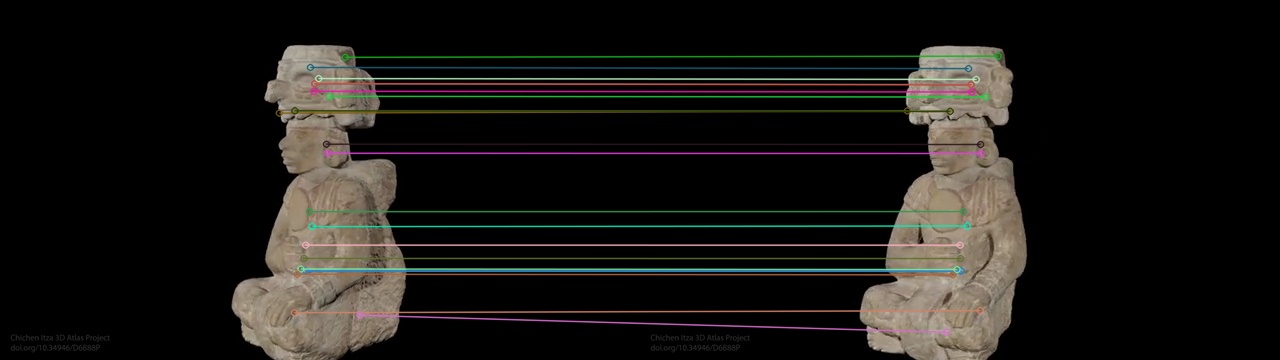 Chichen Itza 3D Atlas Project
doi.org/10.34946/D6B88P
Chichen Itza 3D Atlas Project
doi.org/10.34946/D6B88P